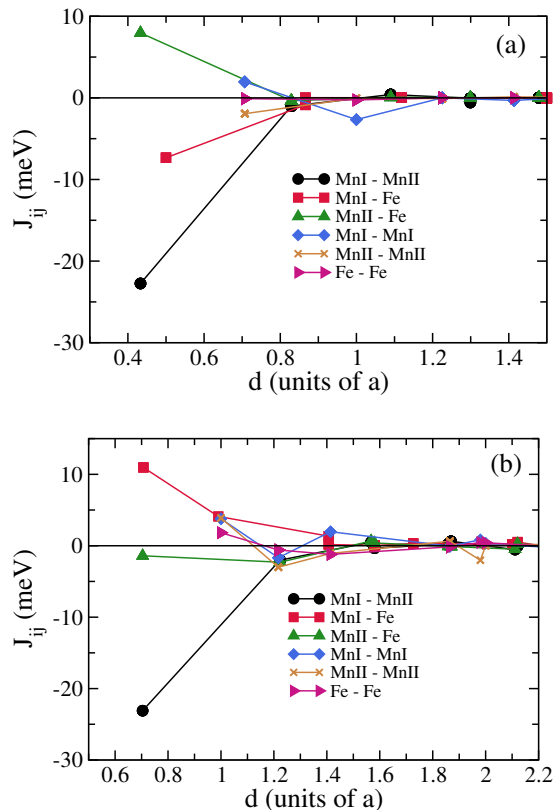 (a)
10
0
-10
-20
-30
J_ij (meV)
MnI - MnII
MnI - Fe
MnII - Fe
MnI - MnI
MnII - MnII
Fe - Fe
0.4 0.6 0.8 1 1.2 1.4
d (units of a)
(b)
10
0
-10
-20
-30
J_ij (meV)
MnI - MnII
MnI - Fe
MnII - Fe
MnI - MnI
MnII - MnII
Fe - Fe
0.6 0.8 1 1.2 1.4 1.6 1.8 2 2.2
d (units of a)